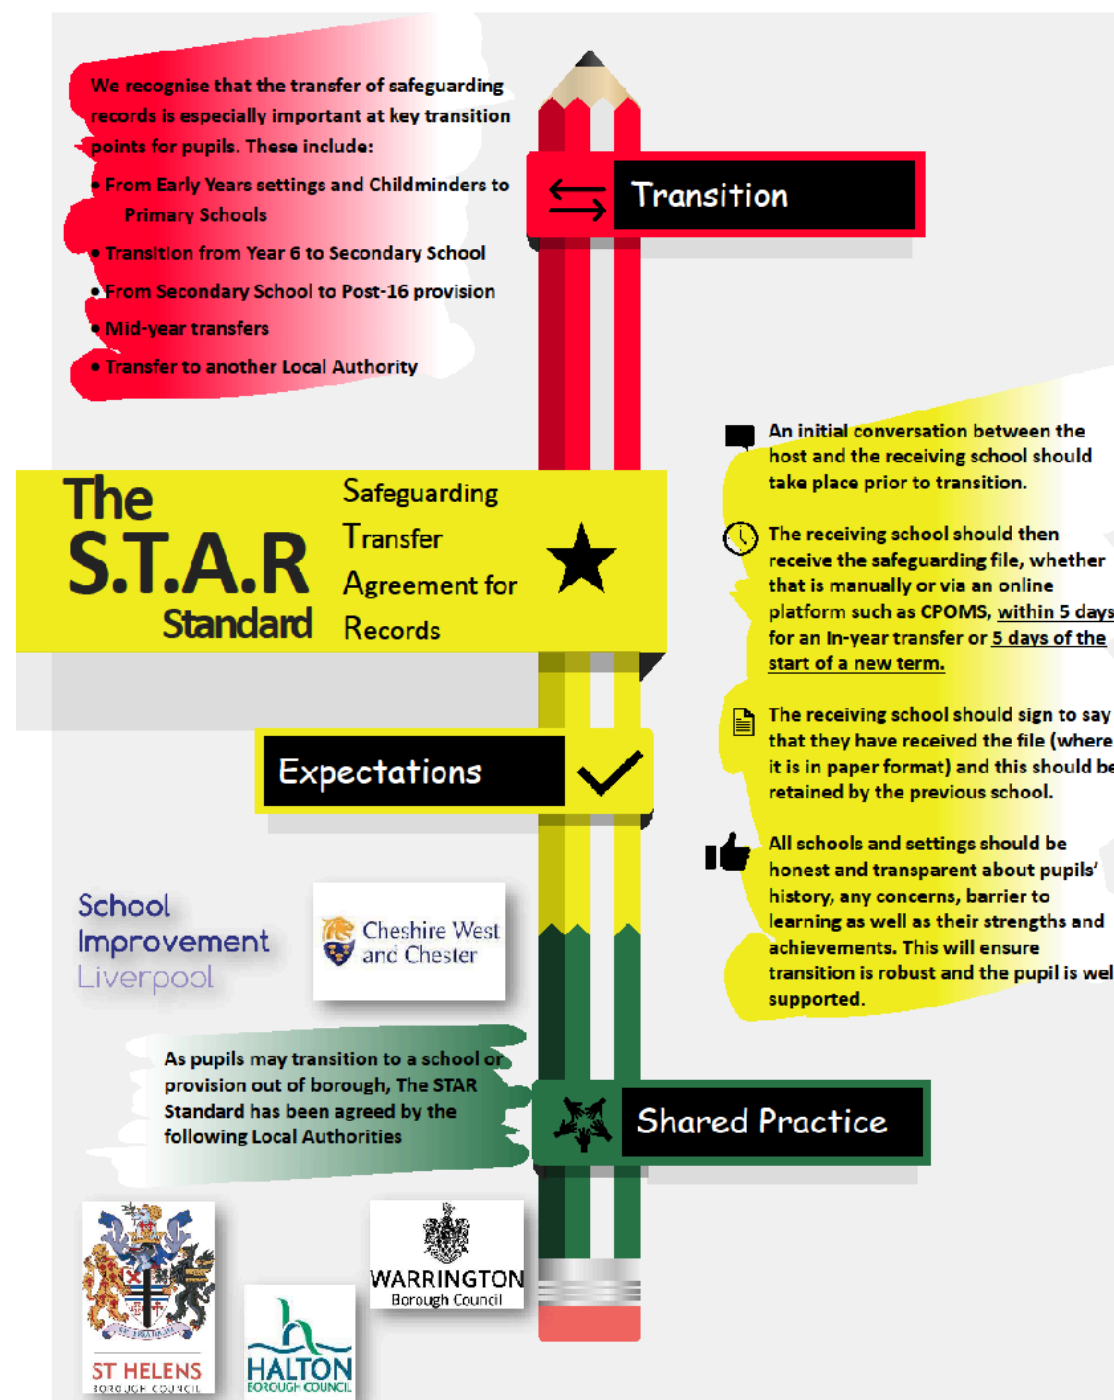 We recognise that the transfer of safeguarding
records is especially important at key transition
points for pupils. These include:
• From Early Years settings and Childminders to
Primary Schools
• Transition from Year 6 to Secondary School
• From Secondary School to Post-16 provision
• Mid-year transfers
• Transfer to another Local Authority
Transition
The
S.T.A.R
Standard
Safeguarding
Transfer
Agreement for
Records
An initial conversation between the
host and the receiving school should
take place prior to transition.
The receiving school should then
receive the safeguarding file, whether
that is manually or via an online
platform such as CPOMS, within 5 days
for an In-year transfer or 5 days of the
start of a new term.
The receiving school should sign to say
that they have received the file (where
it is in paper format) and this should be
retained by the previous school.
All schools and settings should be
honest and transparent about pupils'
history, any concerns, barrier to
learning as well as their strengths and
achievements. This will ensure
transition is robust and the pupil is wel
supported.
Expectations
School
Improvement
Liverpool
Cheshire West
and Chester
As pupils may transition to a school or
provision out of borough, The STAR
Standard has been agreed by the
following Local Authorities
Shared Practice
ST HELENS
BOROUGH COUNCIL
HALTON
BOROUGH COUNCIL
WARRINGTON
Borough Council